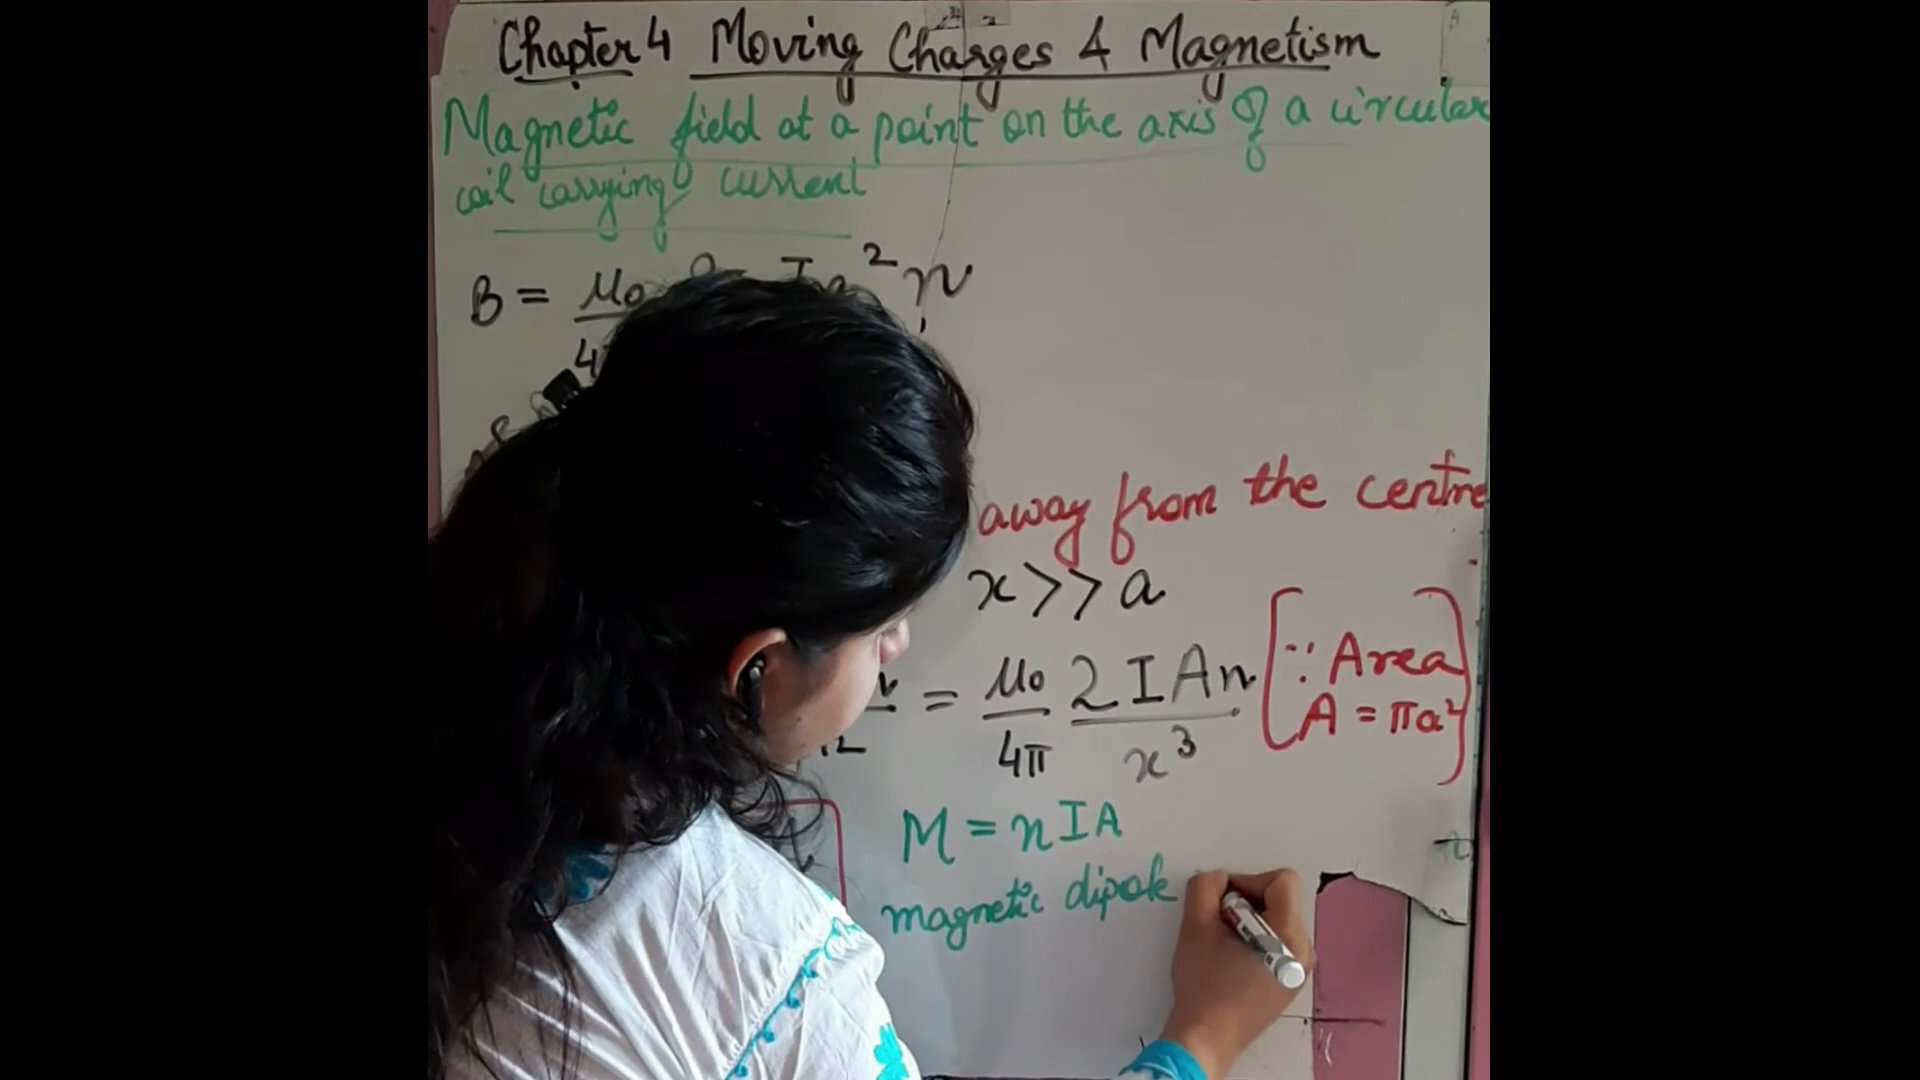 Chapter 4 Moving Charges & Magnetism
Magnetic field at a point on the axis of a circular
coil carrying current
B = μ0 I 2 n
away from the centre
x >> a
= μ0/4π 2IAn/x³ [∵ Area
A = πa²]
M = nIA
magnetic dipole